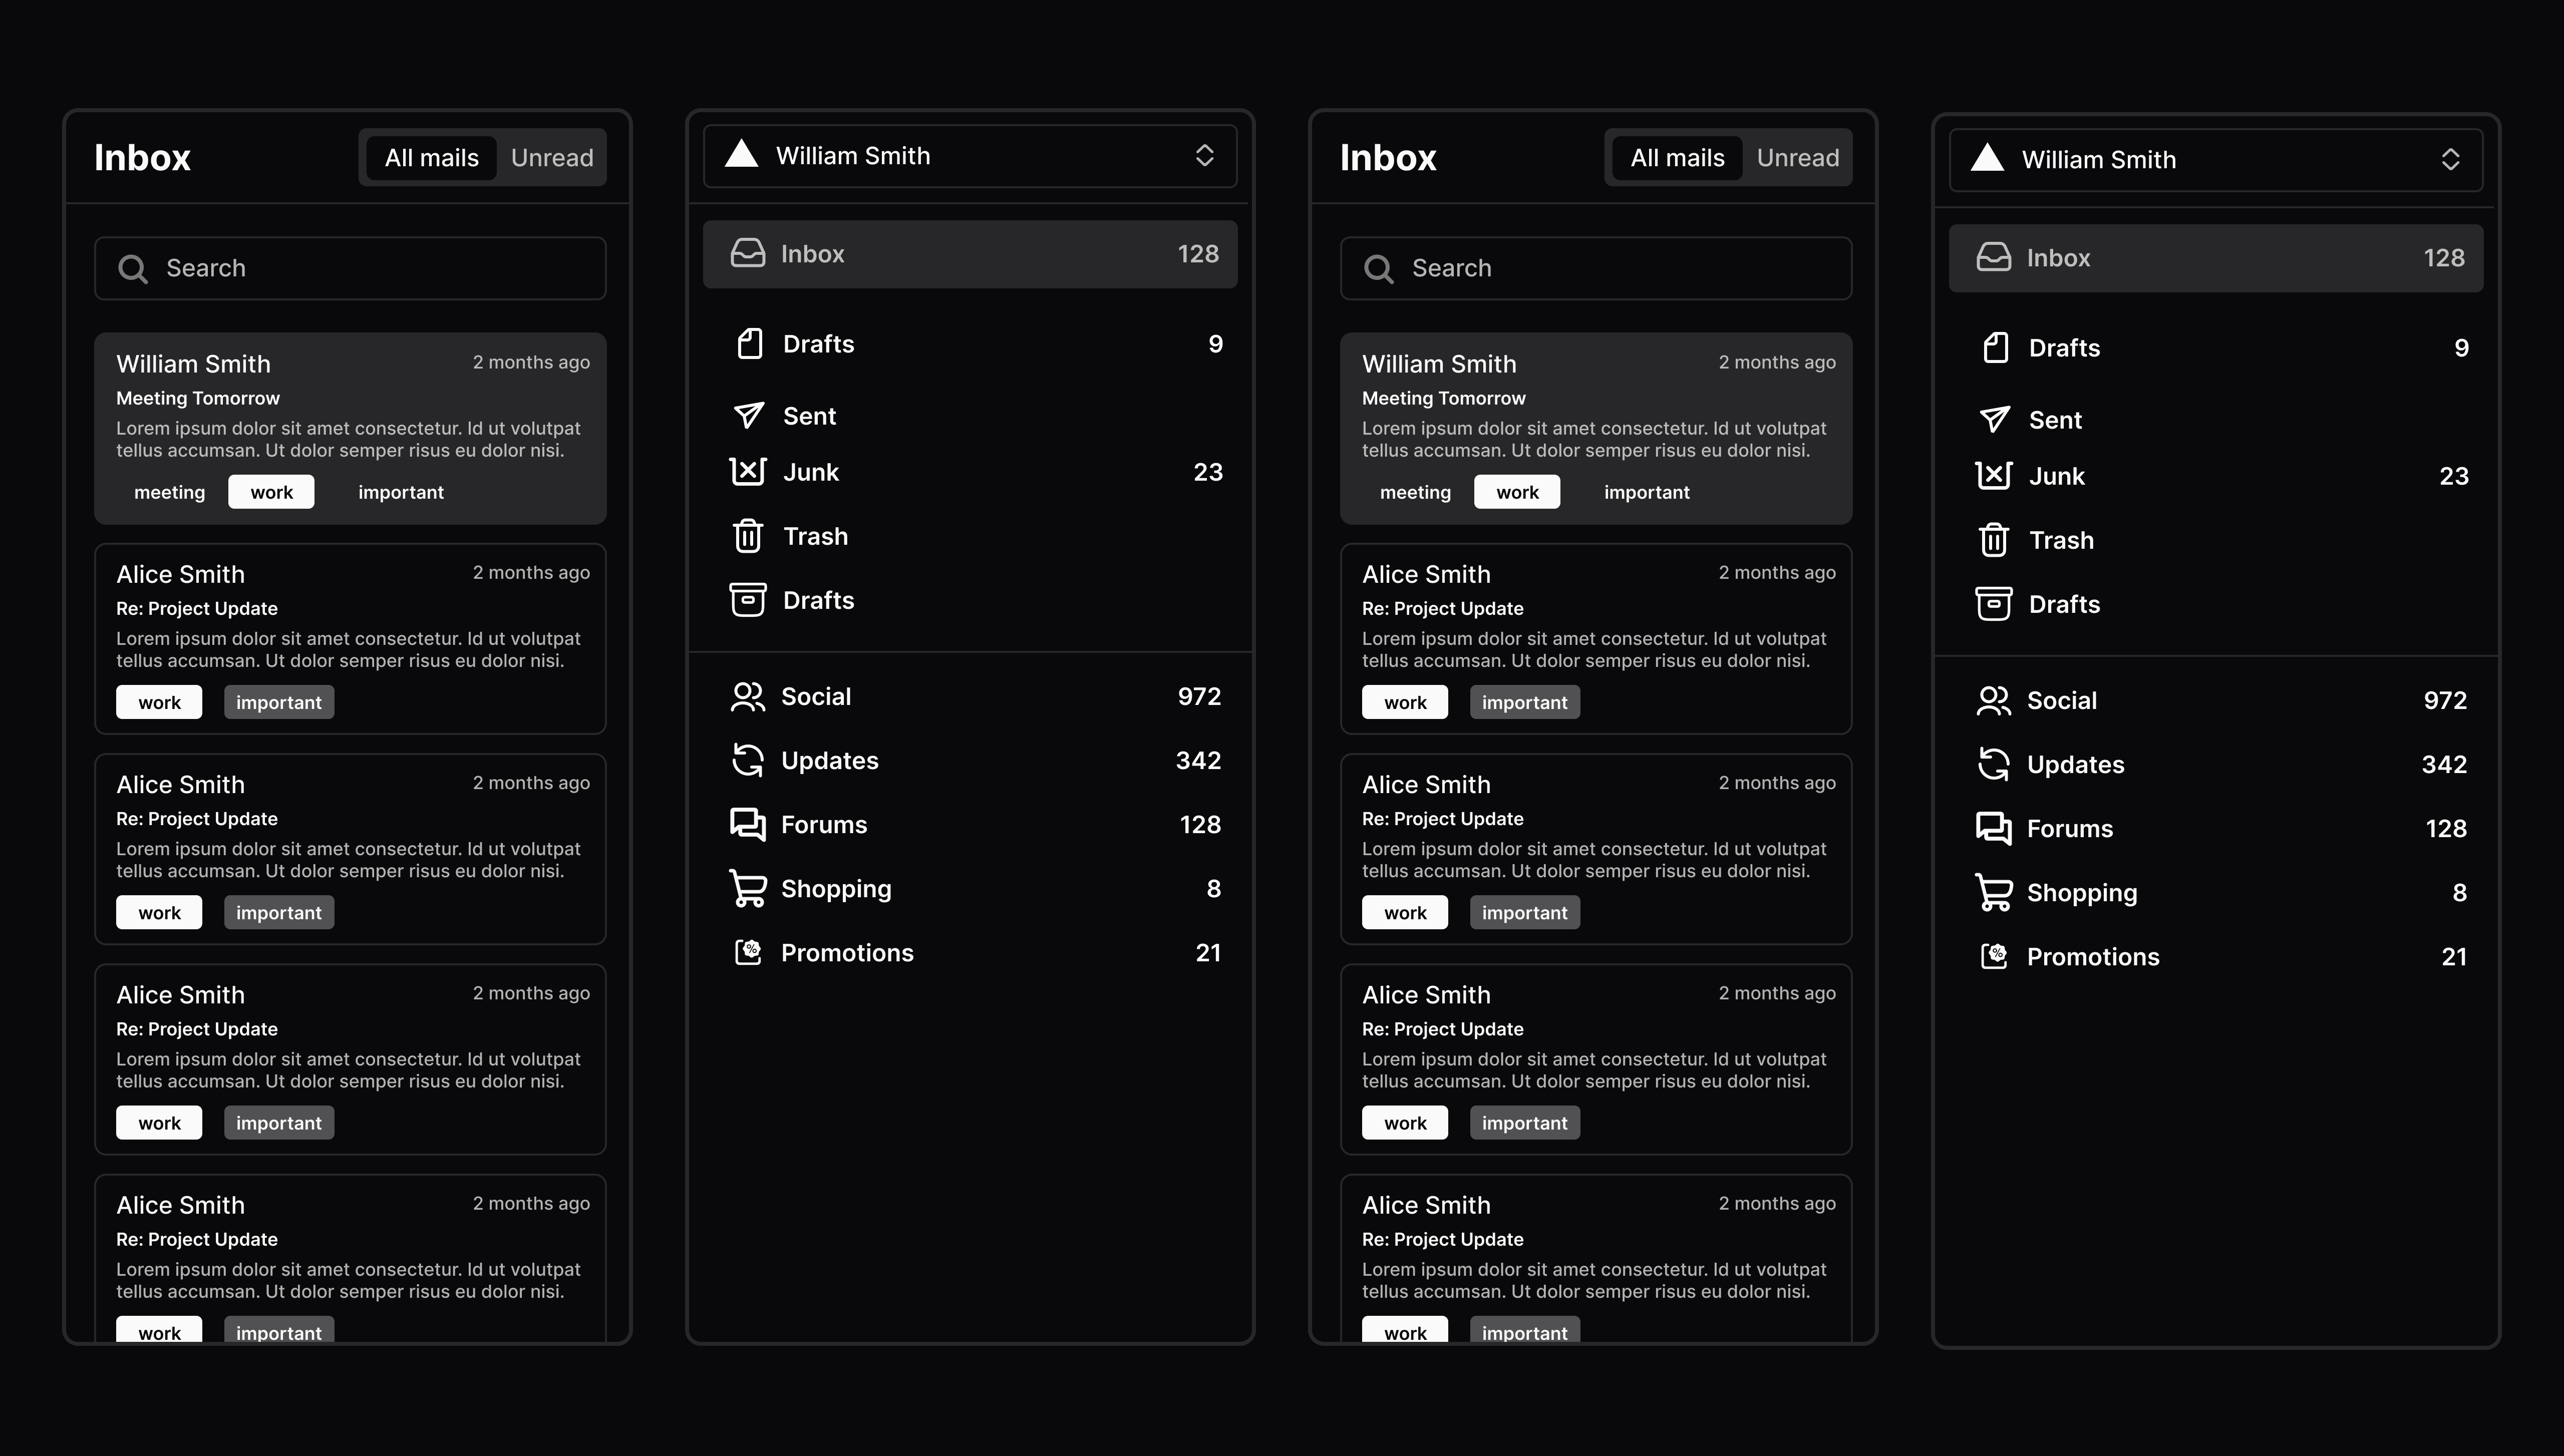 Inbox
All mails Unread
Search
William Smith 2 months ago
Meeting Tomorrow
Lorem ipsum dolor sit amet consectetur. Id ut volutpat
tellus accumsan. Ut dolor semper risus eu dolor nisi.
meeting work important
Alice Smith 2 months ago
Re: Project Update
Lorem ipsum dolor sit amet consectetur. Id ut volutpat
tellus accumsan. Ut dolor semper risus eu dolor nisi.
work important
Alice Smith 2 months ago
Re: Project Update
Lorem ipsum dolor sit amet consectetur. Id ut volutpat
tellus accumsan. Ut dolor semper risus eu dolor nisi.
work important
Alice Smith 2 months ago
Re: Project Update
Lorem ipsum dolor sit amet consectetur. Id ut volutpat
tellus accumsan. Ut dolor semper risus eu dolor nisi.
work important
Alice Smith 2 months ago
Re: Project Update
Lorem ipsum dolor sit amet consectetur. Id ut volutpat
tellus accumsan. Ut dolor semper risus eu dolor nisi.
work important
William Smith
Inbox 128
Drafts 9
Sent
Junk 23
Trash
Drafts
Social 972
Updates 342
Forums 128
Shopping 8
Promotions 21
Inbox
All mails Unread
Search
William Smith 2 months ago
Meeting Tomorrow
Lorem ipsum dolor sit amet consectetur. Id ut volutpat
tellus accumsan. Ut dolor semper risus eu dolor nisi.
meeting work important
Alice Smith 2 months ago
Re: Project Update
Lorem ipsum dolor sit amet consectetur. Id ut volutpat
tellus accumsan. Ut dolor semper risus eu dolor nisi.
work important
Alice Smith 2 months ago
Re: Project Update
Lorem ipsum dolor sit amet consectetur. Id ut volutpat
tellus accumsan. Ut dolor semper risus eu dolor nisi.
work important
Alice Smith 2 months ago
Re: Project Update
Lorem ipsum dolor sit amet consectetur. Id ut volutpat
tellus accumsan. Ut dolor semper risus eu dolor nisi.
work important
Alice Smith 2 months ago
Re: Project Update
Lorem ipsum dolor sit amet consectetur. Id ut volutpat
tellus accumsan. Ut dolor semper risus eu dolor nisi.
work important
William Smith
Inbox 128
Drafts 9
Sent
Junk 23
Trash
Drafts
Social 972
Updates 342
Forums 128
Shopping 8
Promotions 21